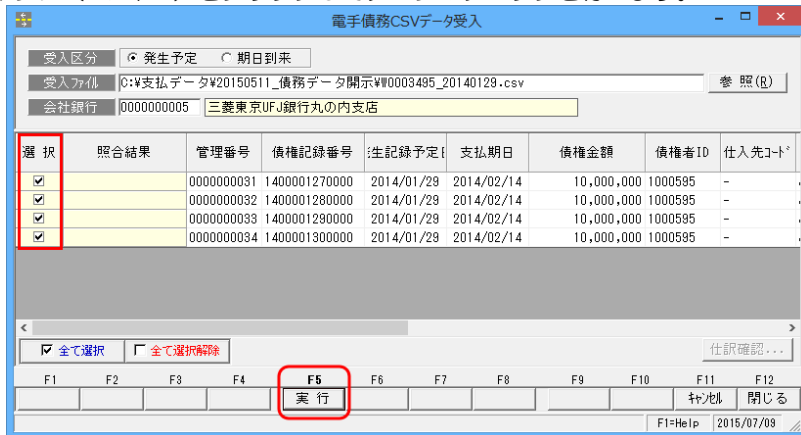 電手債務CSVデータ受入
受入区分 発生予定 期日到来
受入ファイル C:¥支払データ¥20150511_債務データ開示¥W0003495_20140129.csv 参 照(R)
会社銀行 0000000005 三菱東京UFJ銀行丸の内支店
選 択 照合結果 管理番号 債権記録番号 生記録予定 支払期日 債権金額 債権者ID 仕入先コード
0000000031 1400001270000 2014/01/29 2014/02/14 10,000,000 1000595 -
0000000032 1400001280000 2014/01/29 2014/02/14 10,000,000 1000595 -
0000000033 1400001290000 2014/01/29 2014/02/14 10,000,000 1000595 -
0000000034 1400001300000 2014/01/29 2014/02/14 10,000,000 1000595 -
全て選択 全て選択解除 仕訳確認...
F1 F2 F3 F4 F5 F6 F7 F8 F9 F10 F11 F12
実 行 キャンセル 閉じる
F1=Help 2015/07/09